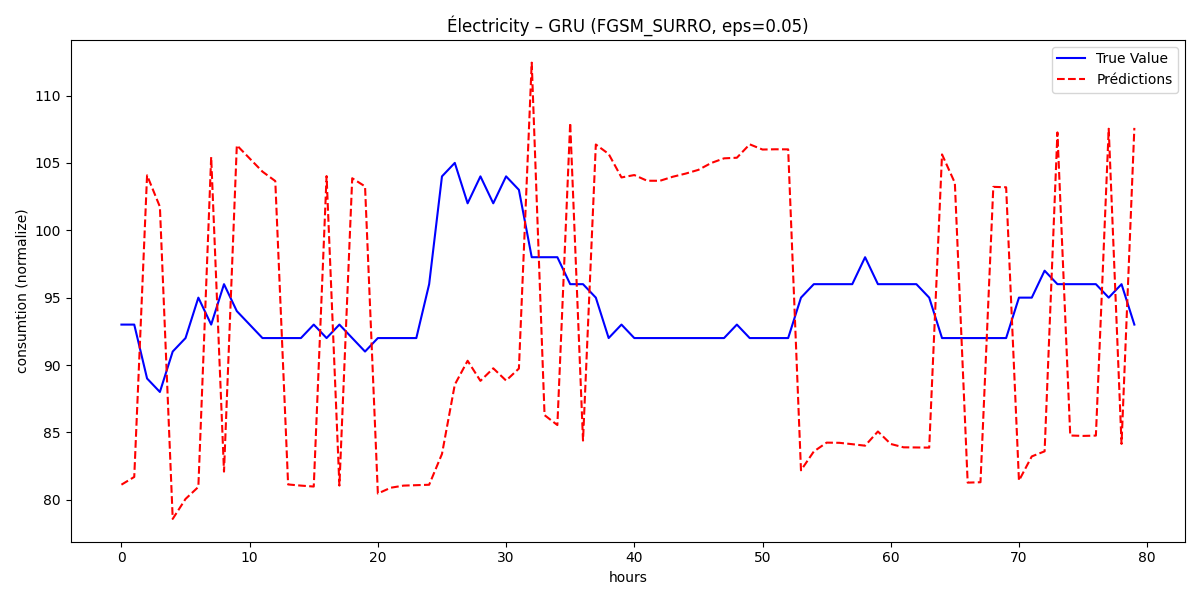 Électricity – GRU (FGSM_SURRO, eps=0.05)
True Value
Prédictions
consumtion (normalize)
110
105
100
95
90
85
80
0 10 20 30 40 50 60 70 80
hours